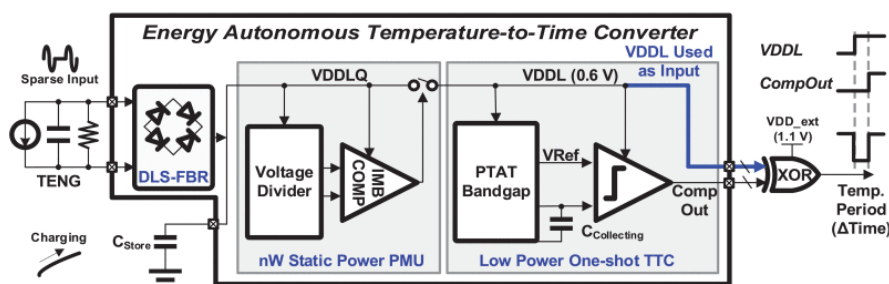 Energy Autonomous Temperature-to-Time Converter
Sparse Input
TENG
DLS-FBR
Charging
CStore
VDDLQ
Voltage
Divider
IMB
COMP
nW Static Power PMU
VDDL (0.6 V)
VDDL Used
as Input
PTAT
Bandgap
VRef
CCollecting
Comp
Out
Low Power One-shot TTC
VDD_ext
(1.1 V)
XOR
VDDL
CompOut
Temp.
Period
(ΔTime)